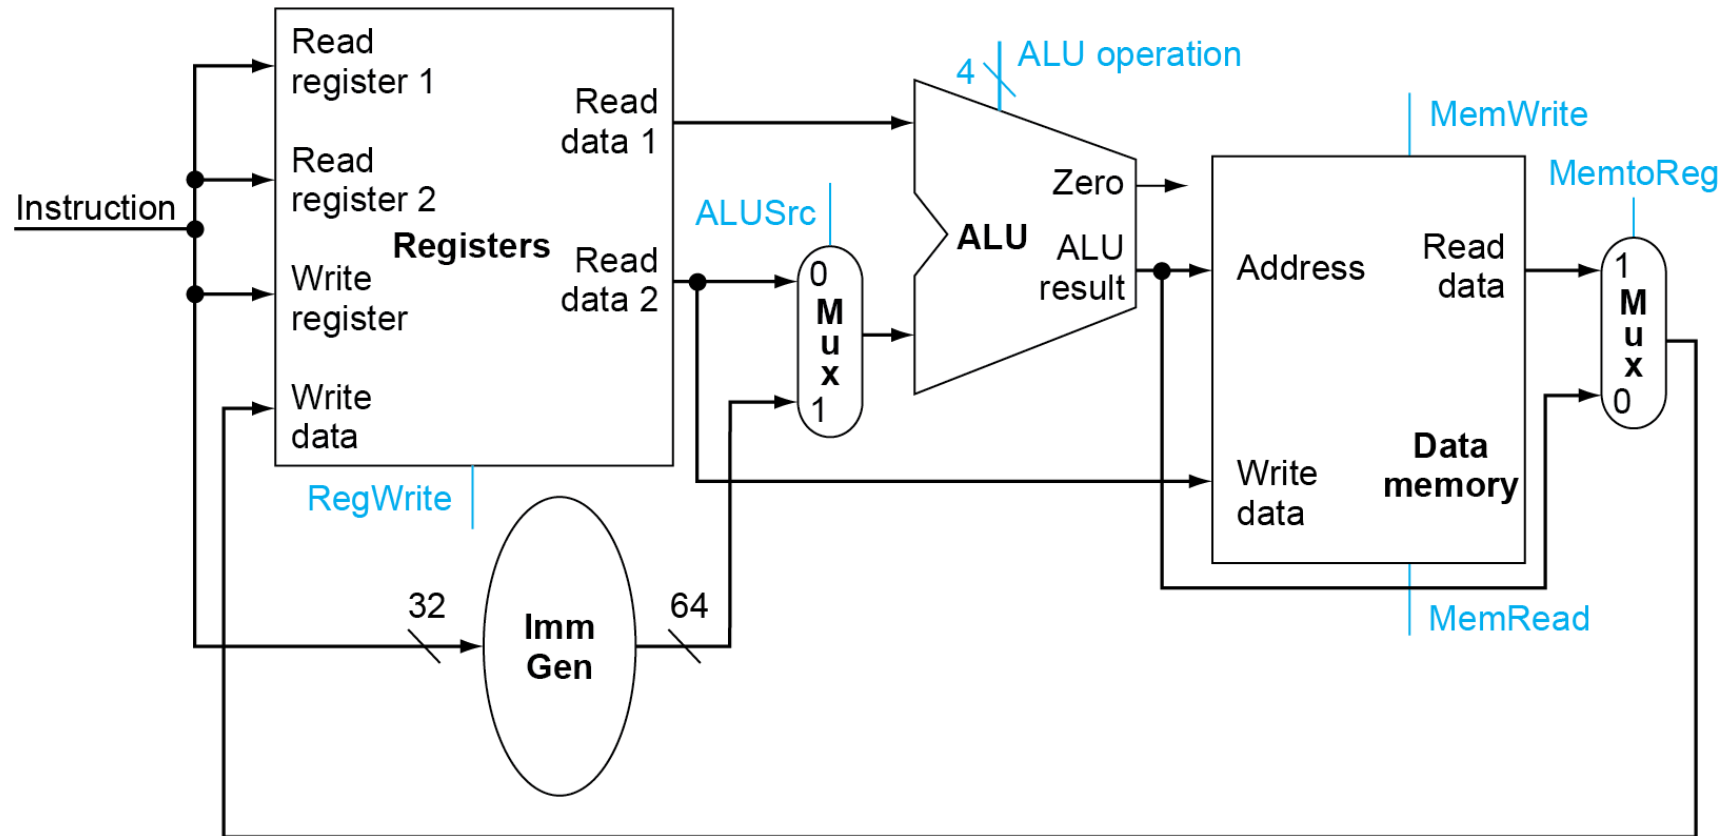 Instruction
Read
register 1
Read
register 2
Registers
Write
register
Write
data
Read
data 1
Read
data 2
RegWrite
32
Imm
Gen
64
ALUSrc
0
M
u
x
1
4
ALU operation
ALU
Zero
ALU
result
MemWrite
Address
Read
data
Write
data
Data
memory
MemRead
MemtoReg
1
M
u
x
0